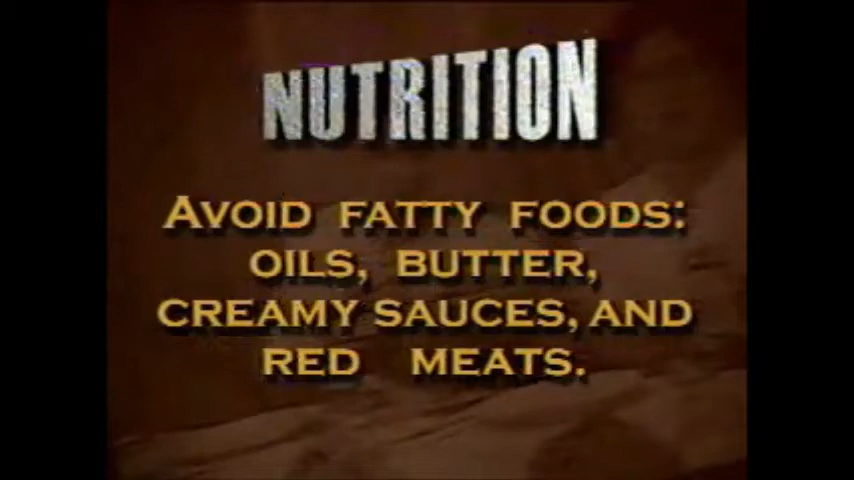 NUTRITION
AVOID FATTY FOODS:
OILS, BUTTER,
CREAMY SAUCES, AND
RED MEATS.